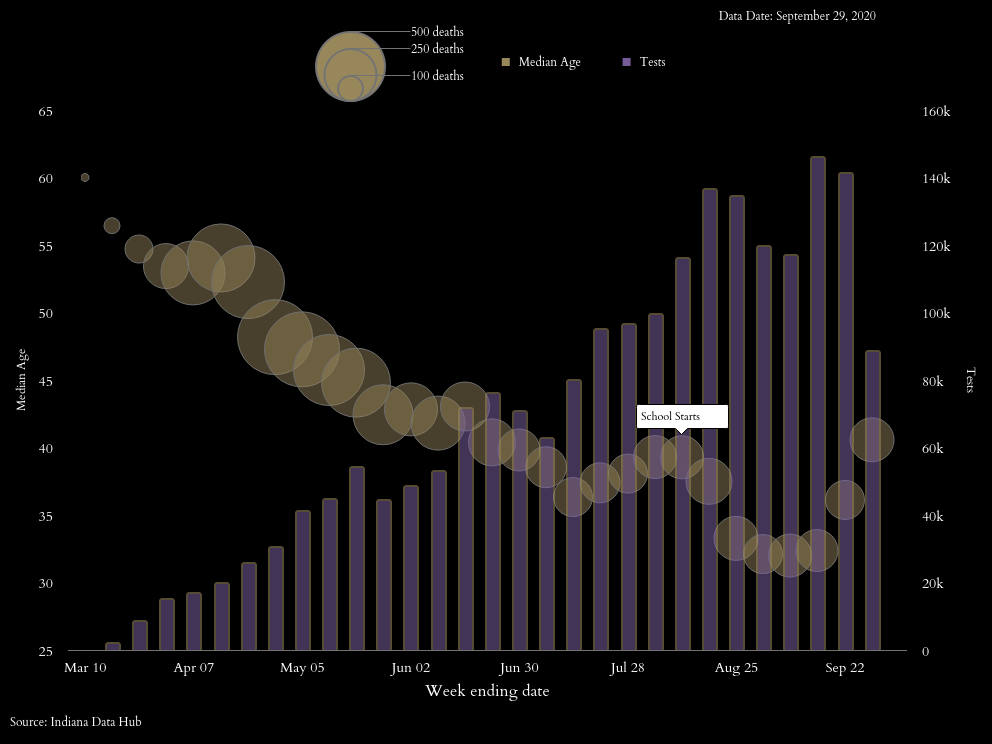 Data Date: September 29, 2020
500 deaths
250 deaths
100 deaths
Median Age
Tests
65
60
55
50
45
40
35
30
25
160k
140k
120k
100k
80k
60k
40k
20k
0
Median Age
Tests
School Starts
Mar 10 Apr 07 May 05 Jun 02 Jun 30 Jul 28 Aug 25 Sep 22
Week ending date
Source: Indiana Data Hub